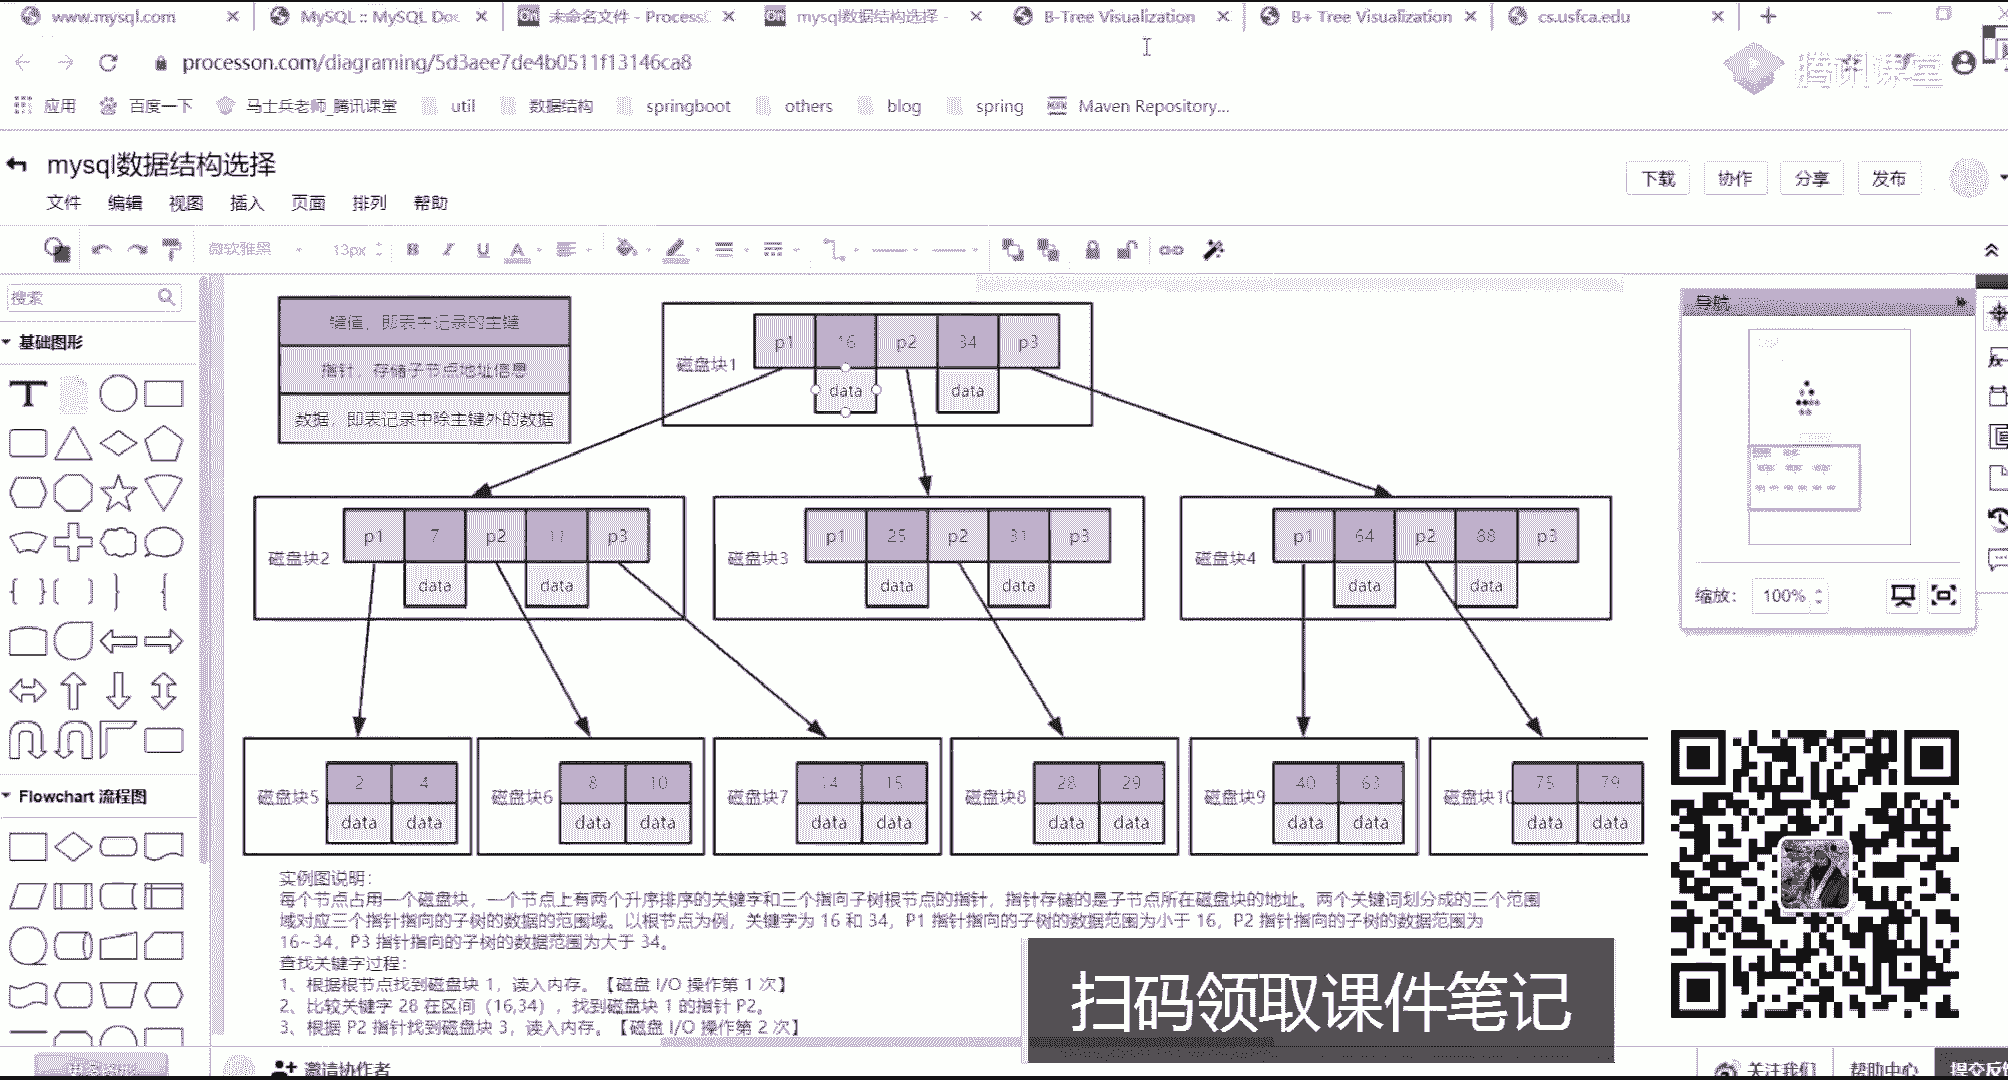 www.mysql.com
MySQL :: MySQL Doc
未命名文件 - ProcessO
mysql数据结构选择 -
B-Tree Visualization
B+ Tree Visualization
cs.usfca.edu
processon.com/diagraming/5d3aee7de4b0511f13146ca8
腾讯课堂
应用
百度一下
马士兵老师_腾讯课堂
util
数据结构
springboot
others
blog
spring
Maven Repository...
mysql数据结构选择
下载
协作
分享
发布
文件
编辑
视图
插入
页面
排列
帮助
微软雅黑
13px
搜索
基础图形
Flowchart 流程图
键值，即表中记录的主键
指针，存储子节点地址信息
数据，即表记录中除主键外的数据
磁盘块1
p1 16 p2 34 p3
data data
磁盘块2
p1 7 p2 11 p3
data data
磁盘块3
p1 25 p2 31 p3
data data
磁盘块4
p1 64 p2 88 p3
data data
磁盘块5
2 4
data data
磁盘块6
8 10
data data
磁盘块7
14 15
data data
磁盘块8
28 29
data data
磁盘块9
40 63
data data
磁盘块10
75 79
data data
导航
缩放：
100%
实例图说明：
每个节点占用一个磁盘块，一个节点上有两个升序排序的关键字和三个指向子树根节点的指针，指针存储的是子节点所在磁盘块的地址。两个关键词划分成的三个范围
域对应三个指针指向的子树的数据的范围域。以根节点为例，关键字为 16 和 34，P1 指针指向的子树的数据范围为小于 16，P2 指针指向的子树的数据范围为
16~34，P3 指针指向的子树的数据范围为大于 34。
查找关键字过程：
1、根据根节点找到磁盘块 1，读入内存。【磁盘 I/O 操作第 1 次】
2、比较关键字 28 在区间（16,34），找到磁盘块 1 的指针 P2。
3、根据 P2 指针找到磁盘块 3，读入内存。【磁盘 I/O 操作第 2 次】
扫码领取课件笔记
邀请协作者
关注我们
帮助中心
提交反馈